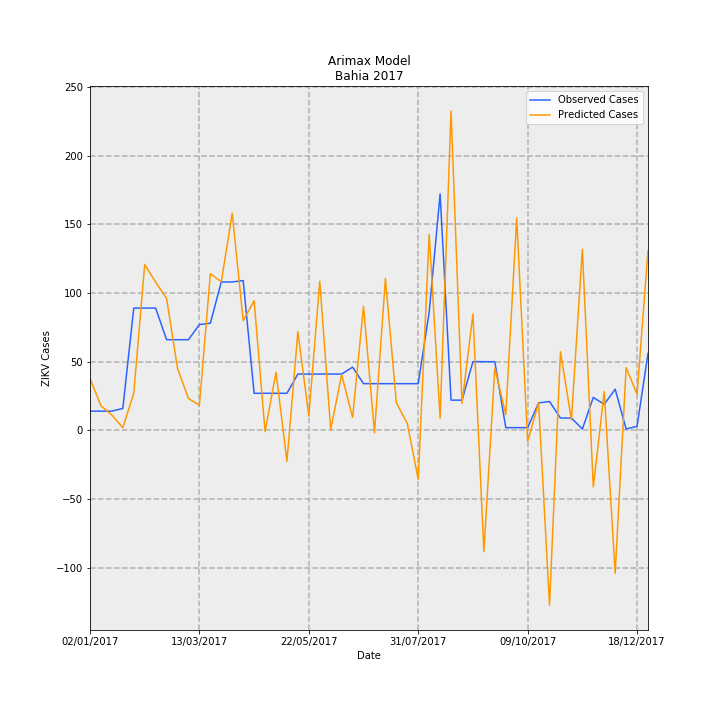 Arimax Model
Bahia 2017
Observed Cases
Predicted Cases
250
200
150
100
50
0
−50
−100
ZIKV Cases
02/01/2017
13/03/2017
22/05/2017
31/07/2017
09/10/2017
18/12/2017
Date